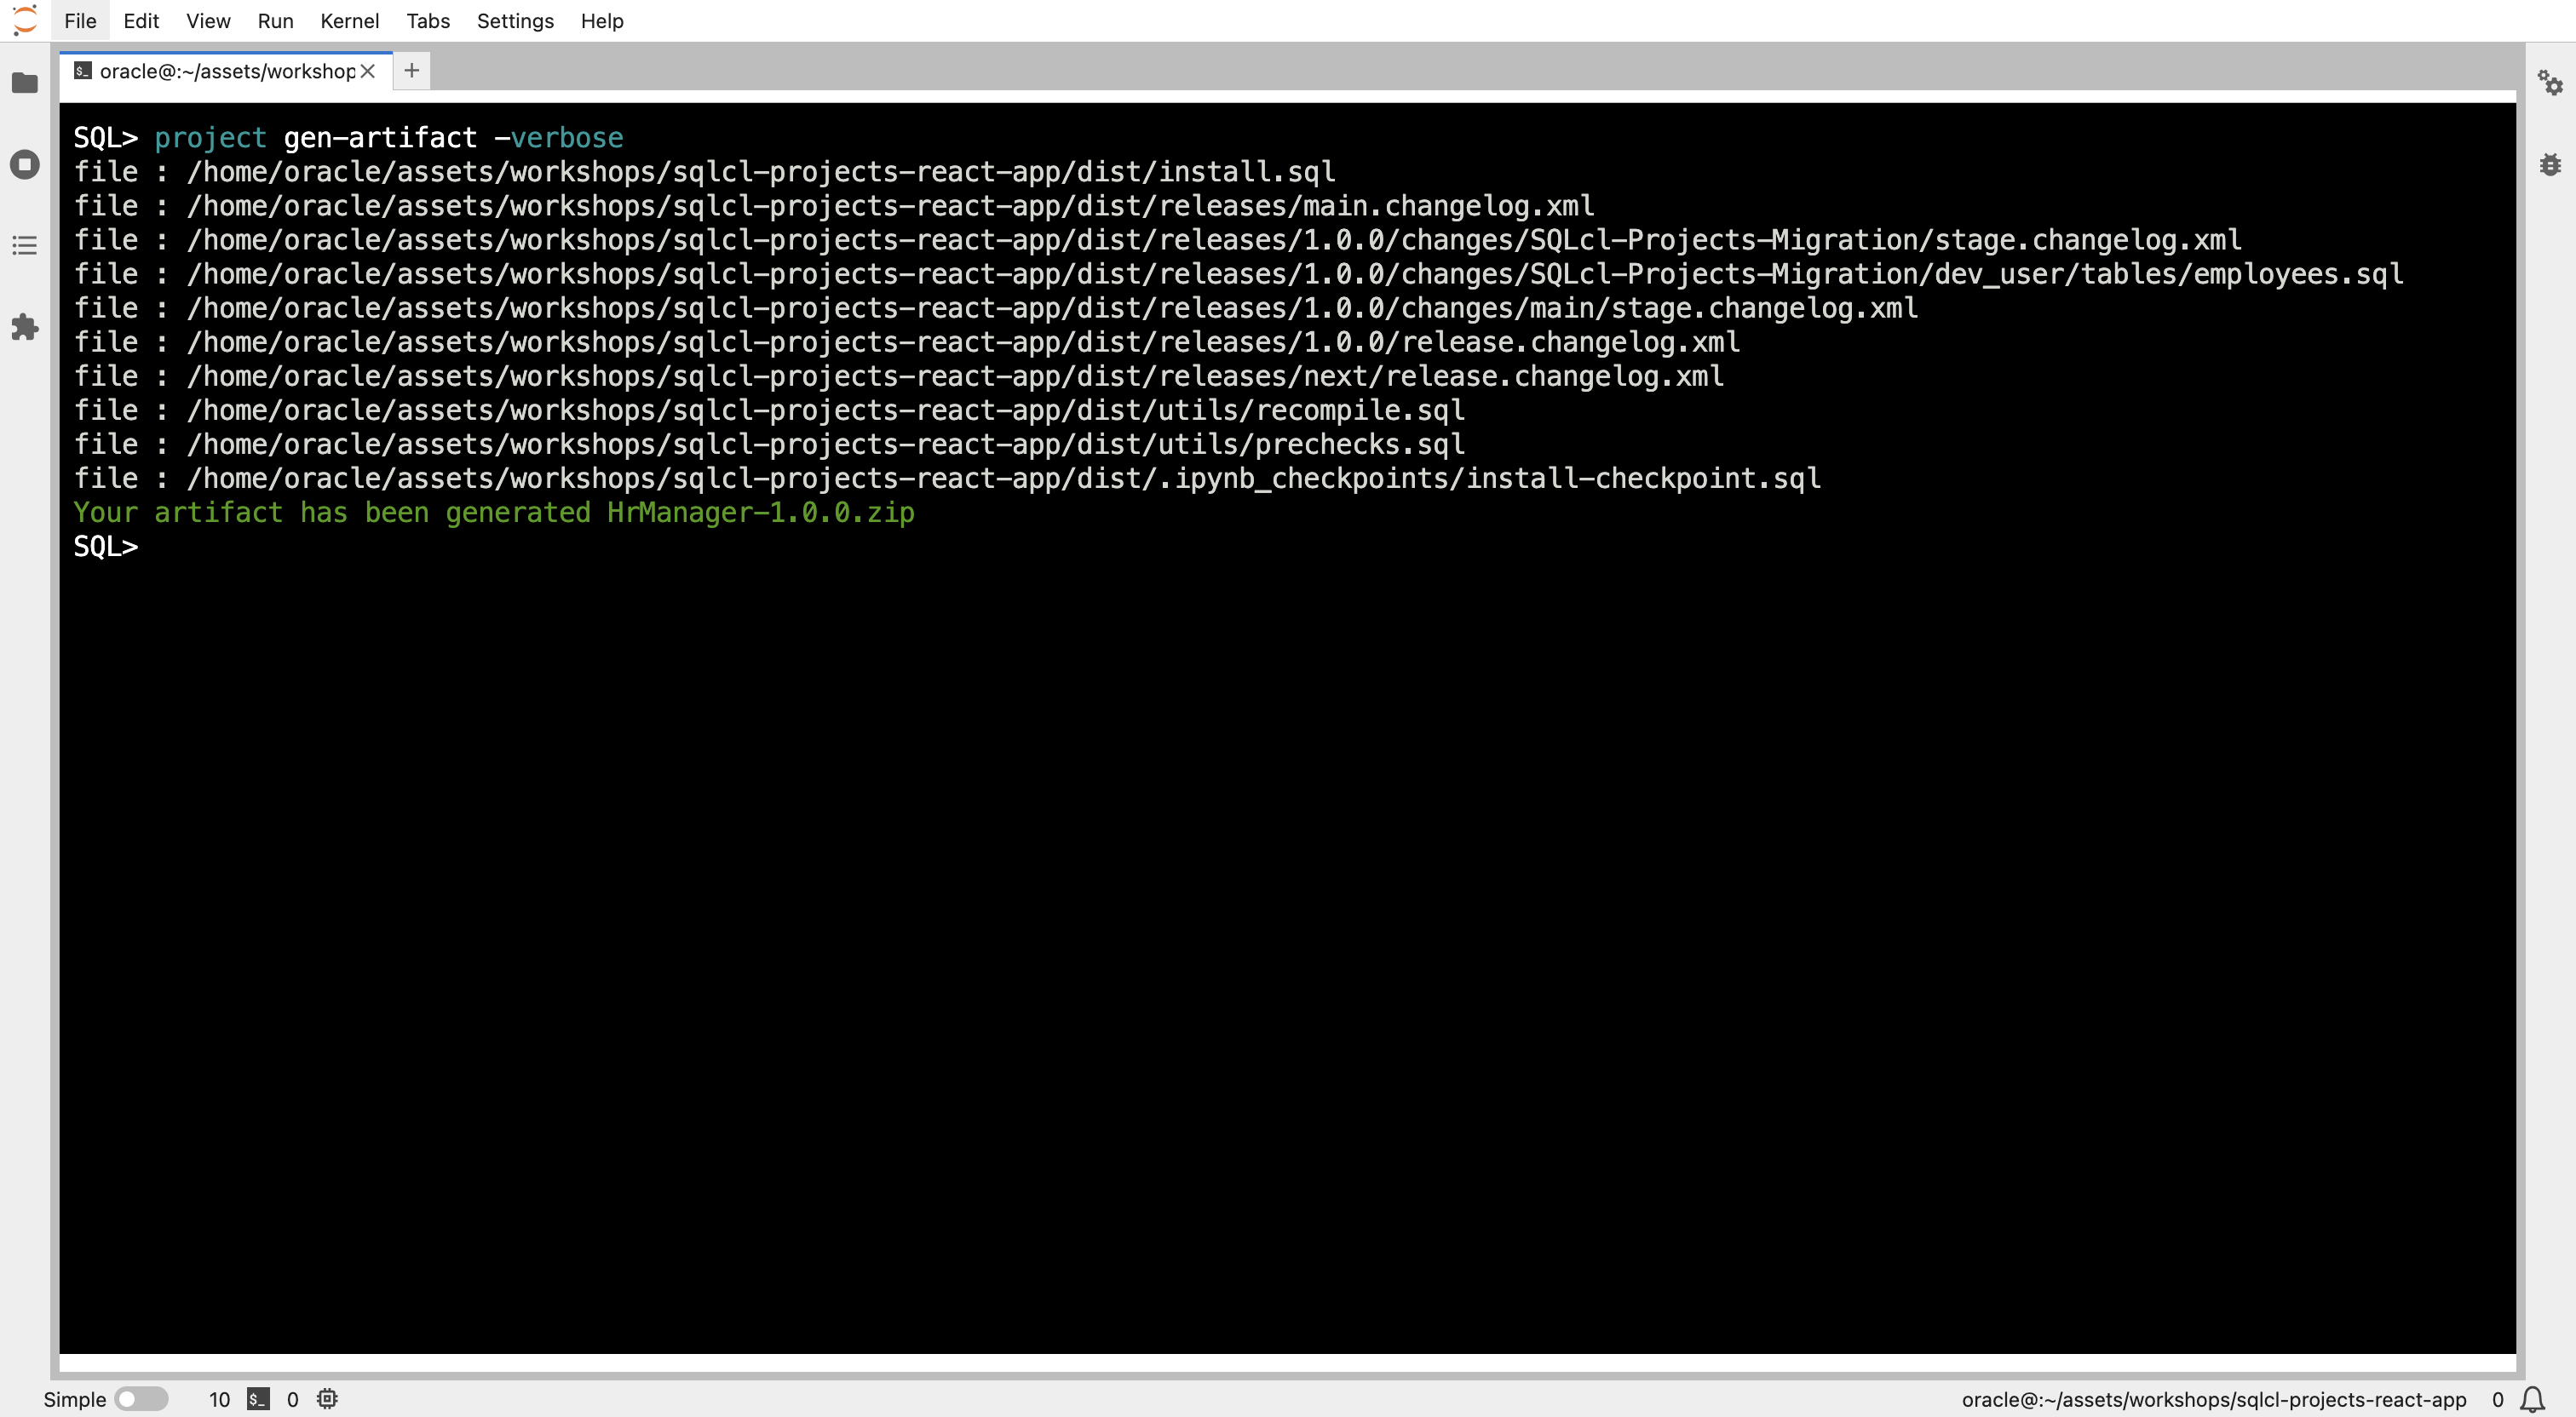 File Edit View Run Kernel Tabs Settings Help
oracle@:~/assets/workshop
SQL> project gen-artifact -verbose
file : /home/oracle/assets/workshops/sqlcl-projects-react-app/dist/install.sql
file : /home/oracle/assets/workshops/sqlcl-projects-react-app/dist/releases/main.changelog.xml
file : /home/oracle/assets/workshops/sqlcl-projects-react-app/dist/releases/1.0.0/changes/SQLcl-Projects-Migration/stage.changelog.xml
file : /home/oracle/assets/workshops/sqlcl-projects-react-app/dist/releases/1.0.0/changes/SQLcl-Projects-Migration/dev_user/tables/employees.sql
file : /home/oracle/assets/workshops/sqlcl-projects-react-app/dist/releases/1.0.0/changes/main/stage.changelog.xml
file : /home/oracle/assets/workshops/sqlcl-projects-react-app/dist/releases/1.0.0/release.changelog.xml
file : /home/oracle/assets/workshops/sqlcl-projects-react-app/dist/releases/next/release.changelog.xml
file : /home/oracle/assets/workshops/sqlcl-projects-react-app/dist/utils/recompile.sql
file : /home/oracle/assets/workshops/sqlcl-projects-react-app/dist/utils/prechecks.sql
file : /home/oracle/assets/workshops/sqlcl-projects-react-app/dist/.ipynb_checkpoints/install-checkpoint.sql
Your artifact has been generated HrManager-1.0.0.zip
SQL>
Simple 10 $_ 0 oracle@:~/assets/workshops/sqlcl-projects-react-app 0